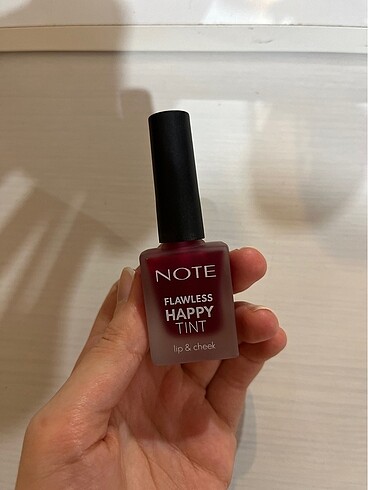 NOTE
FLAWLESS
HAPPY
TINT
lip & cheek